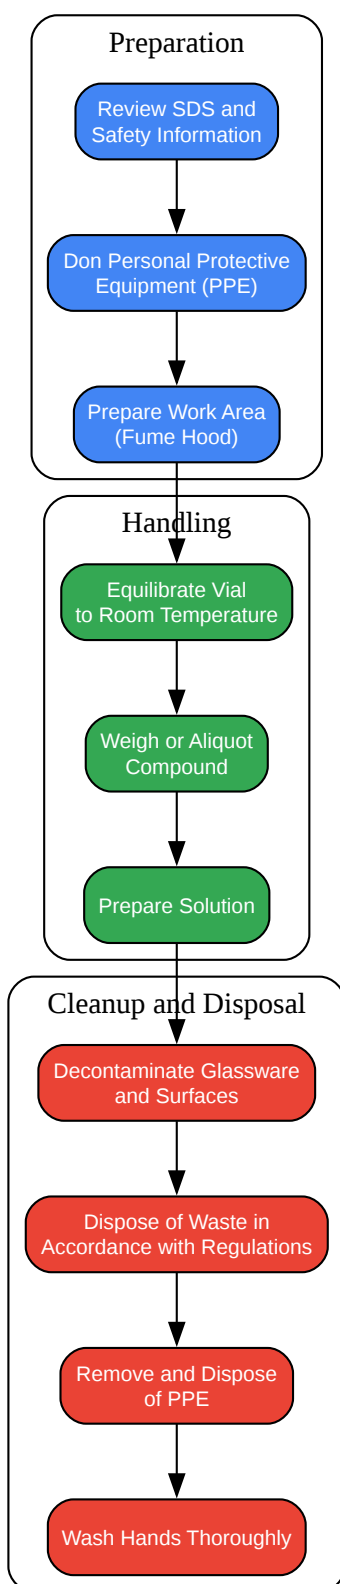 Preparation
Review SDS and
Safety Information
Don Personal Protective
Equipment (PPE)
Prepare Work Area
(Fume Hood)
Handling
Equilibrate Vial
to Room Temperature
Weigh or Aliquot
Compound
Prepare Solution
Cleanup and Disposal
Decontaminate Glassware
and Surfaces
Dispose of Waste in
Accordance with Regulations
Remove and Dispose
of PPE
Wash Hands Thoroughly